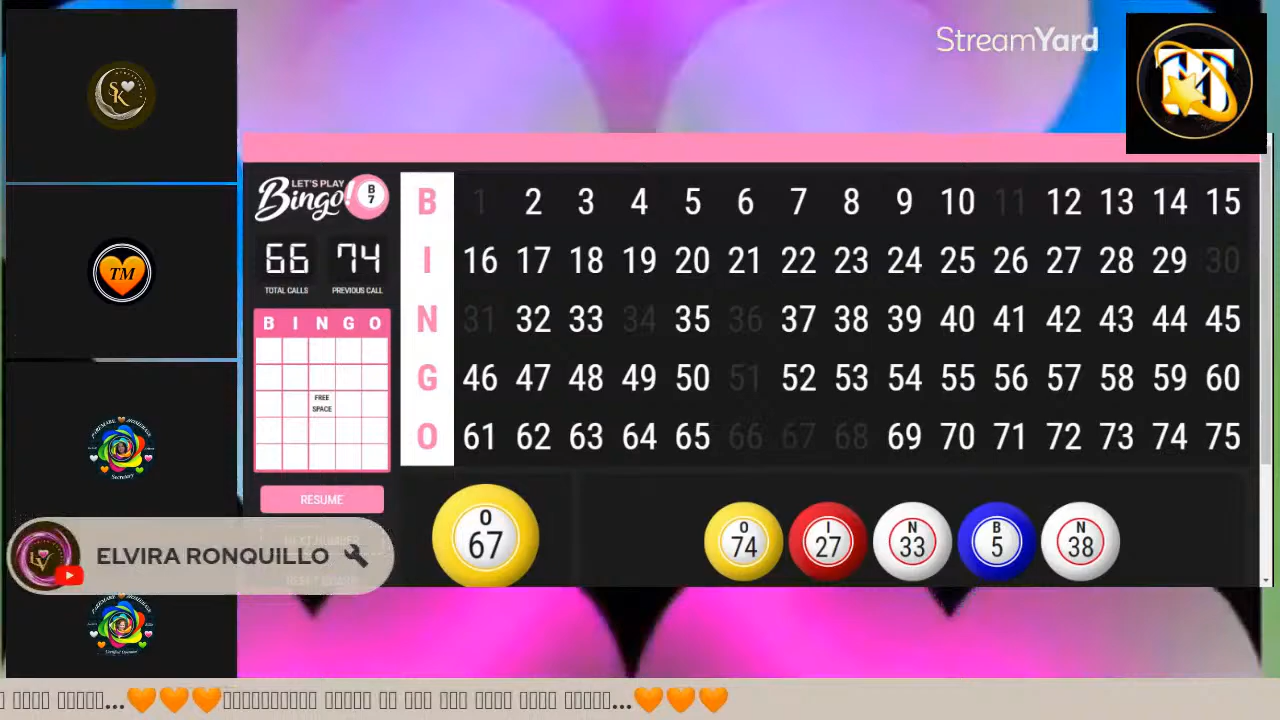 StreamYard
SK
TM
Secretary
LET'S PLAY
Bingo!
B
7
66 74
TOTAL CALLS PREVIOUS CALL
B I N G O
FREE
SPACE
RESUME
B 1 2 3 4 5 6 7 8 9 10 11 12 13 14 15
I 16 17 18 19 20 21 22 23 24 25 26 27 28 29 30
N 31 32 33 34 35 36 37 38 39 40 41 42 43 44 45
G 46 47 48 49 50 51 52 53 54 55 56 57 58 59 60
O 61 62 63 64 65 66 67 68 69 70 71 72 73 74 75
O
67
O
74
I
27
N
33
B
5
N
38
ELVIRA RONQUILLO